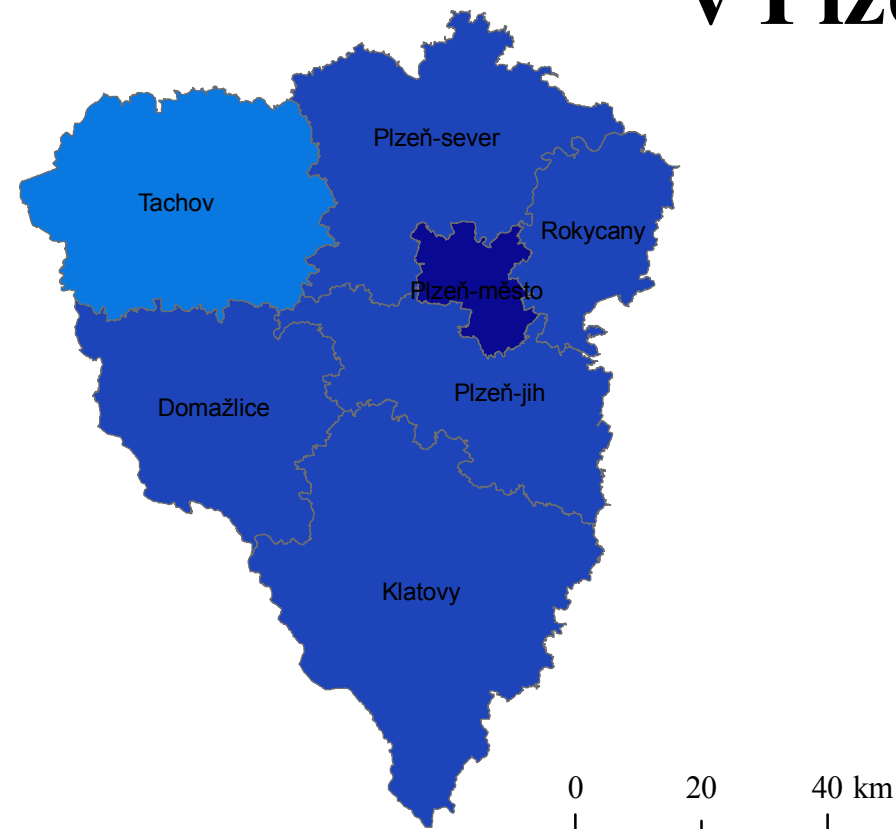 Plzeň-sever
Tachov
Rokycany
Plzeň-město
Plzeň-jih
Domažlice
Klatovy
0 20 40 km